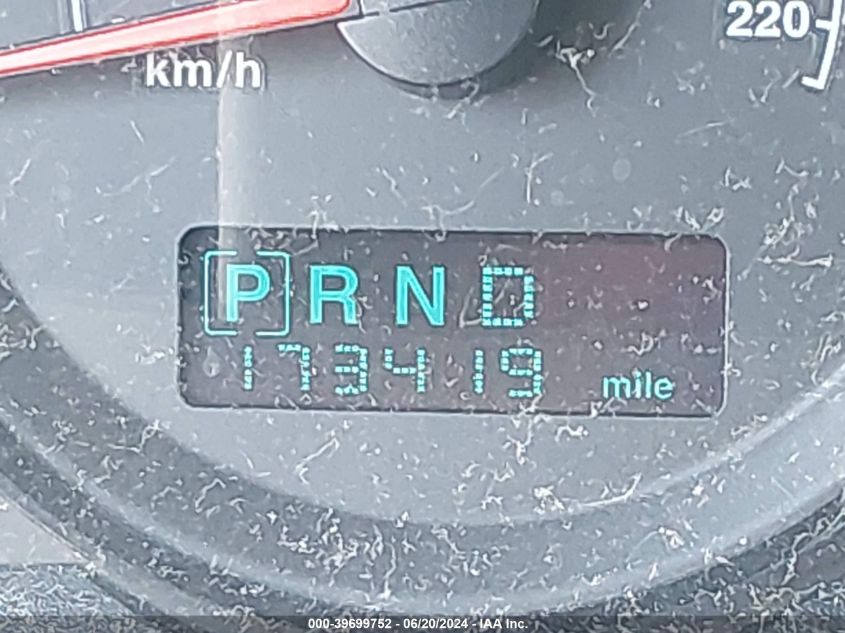 220
km/h
[P] R N D
173419 mile
000-39699752 - 06/20/2024 - IAA Inc.